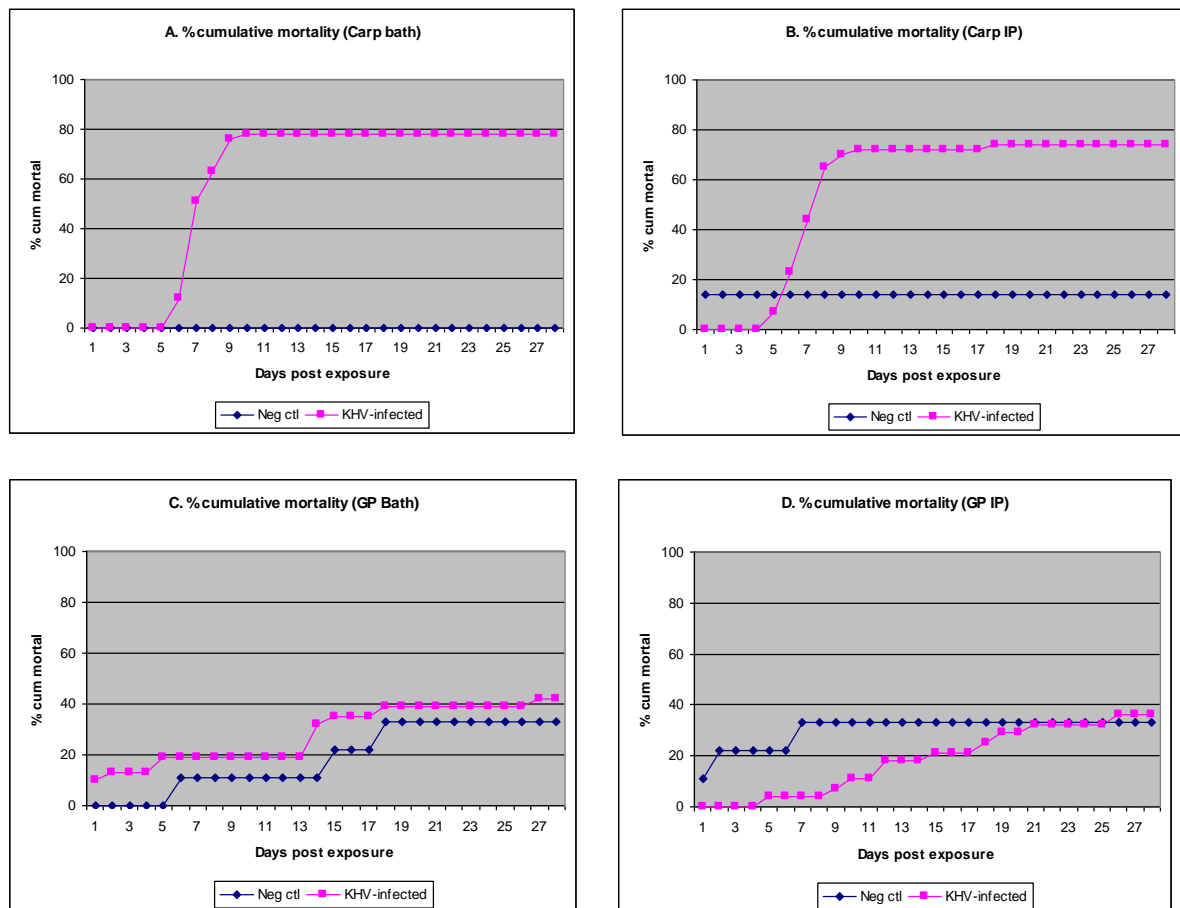 A. % cumulative mortality (Carp bath)
100
80
60
40
20
0
% cum mortal
1 3 5 7 9 11 13 15 17 19 21 23 25 27
Days post exposure
Neg ctl KHV-infected
B. % cumulative mortality (Carp IP)
100
80
60
40
20
0
% cum mortal
1 3 5 7 9 11 13 15 17 19 21 23 25 27
Days post exposure
Neg ctl KHV-infected
C. % cumulative mortality (GP Bath)
100
80
60
40
20
0
% cum mortal
1 3 5 7 9 11 13 15 17 19 21 23 25 27
Days post exposure
Neg ctl KHV-infected
D. % cumulative mortality (GP IP)
100
80
60
40
20
0
% cum mortal
1 3 5 7 9 11 13 15 17 19 21 23 25 27
Days post exposure
Neg ctl KHV-infected